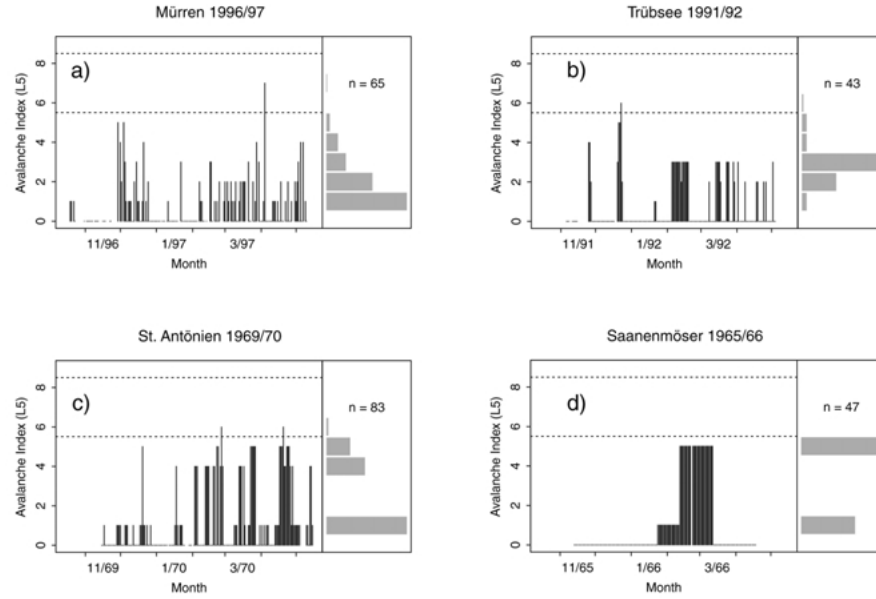 Mürren 1996/97
a)
n = 65
Avalanche Index (L5)
0 2 4 6 8
11/96 1/97 3/97
Month
Trübsee 1991/92
b)
n = 43
Avalanche Index (L5)
0 2 4 6 8
11/91 1/92 3/92
Month
St. Antönien 1969/70
c)
n = 83
Avalanche Index (L5)
0 2 4 6 8
11/69 1/70 3/70
Month
Saanenmöser 1965/66
d)
n = 47
Avalanche Index (L5)
0 2 4 6 8
11/65 1/66 3/66
Month